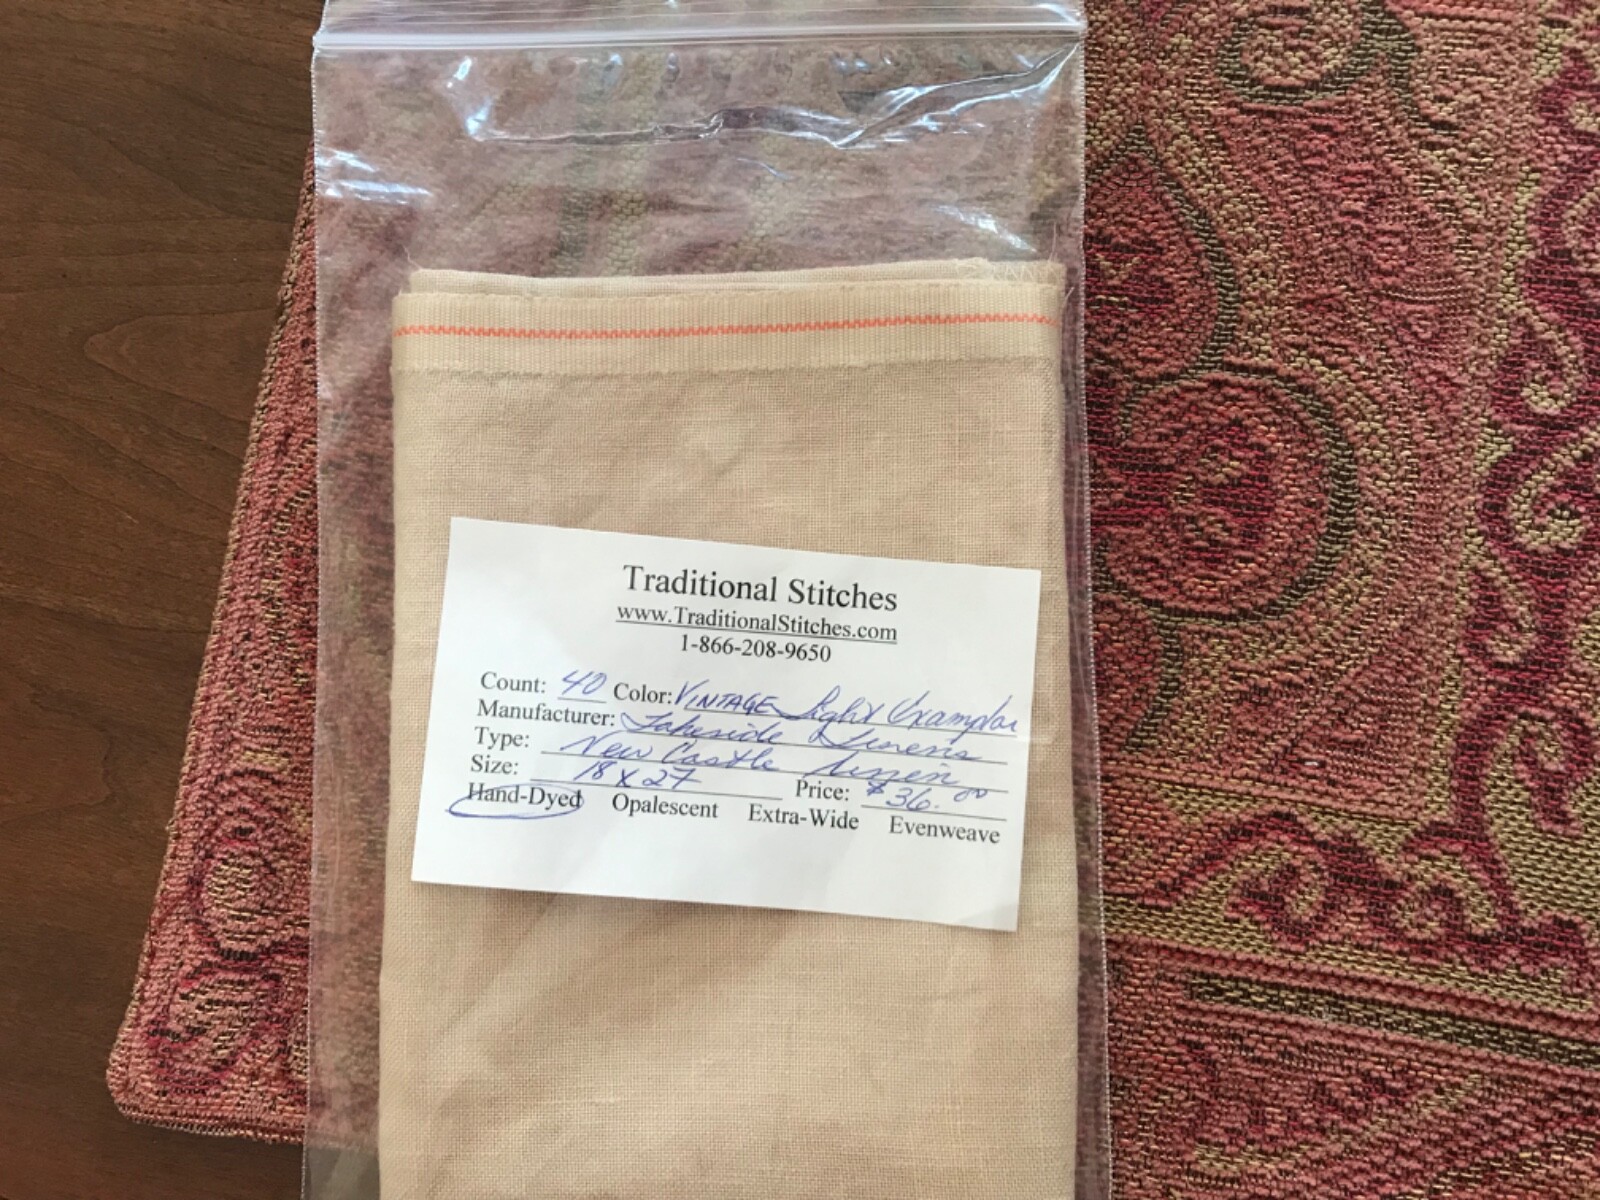 Traditional Stitches
www.TraditionalStitches.com
1-866-208-9650
Count: 40 Color: VINTAGE Light Examplar
Manufacturer: Lakeside Linens
Type: New Castle Linen
Size: 18 x 27 Price: $36.00
Hand-Dyed Opalescent Extra-Wide Evenweave